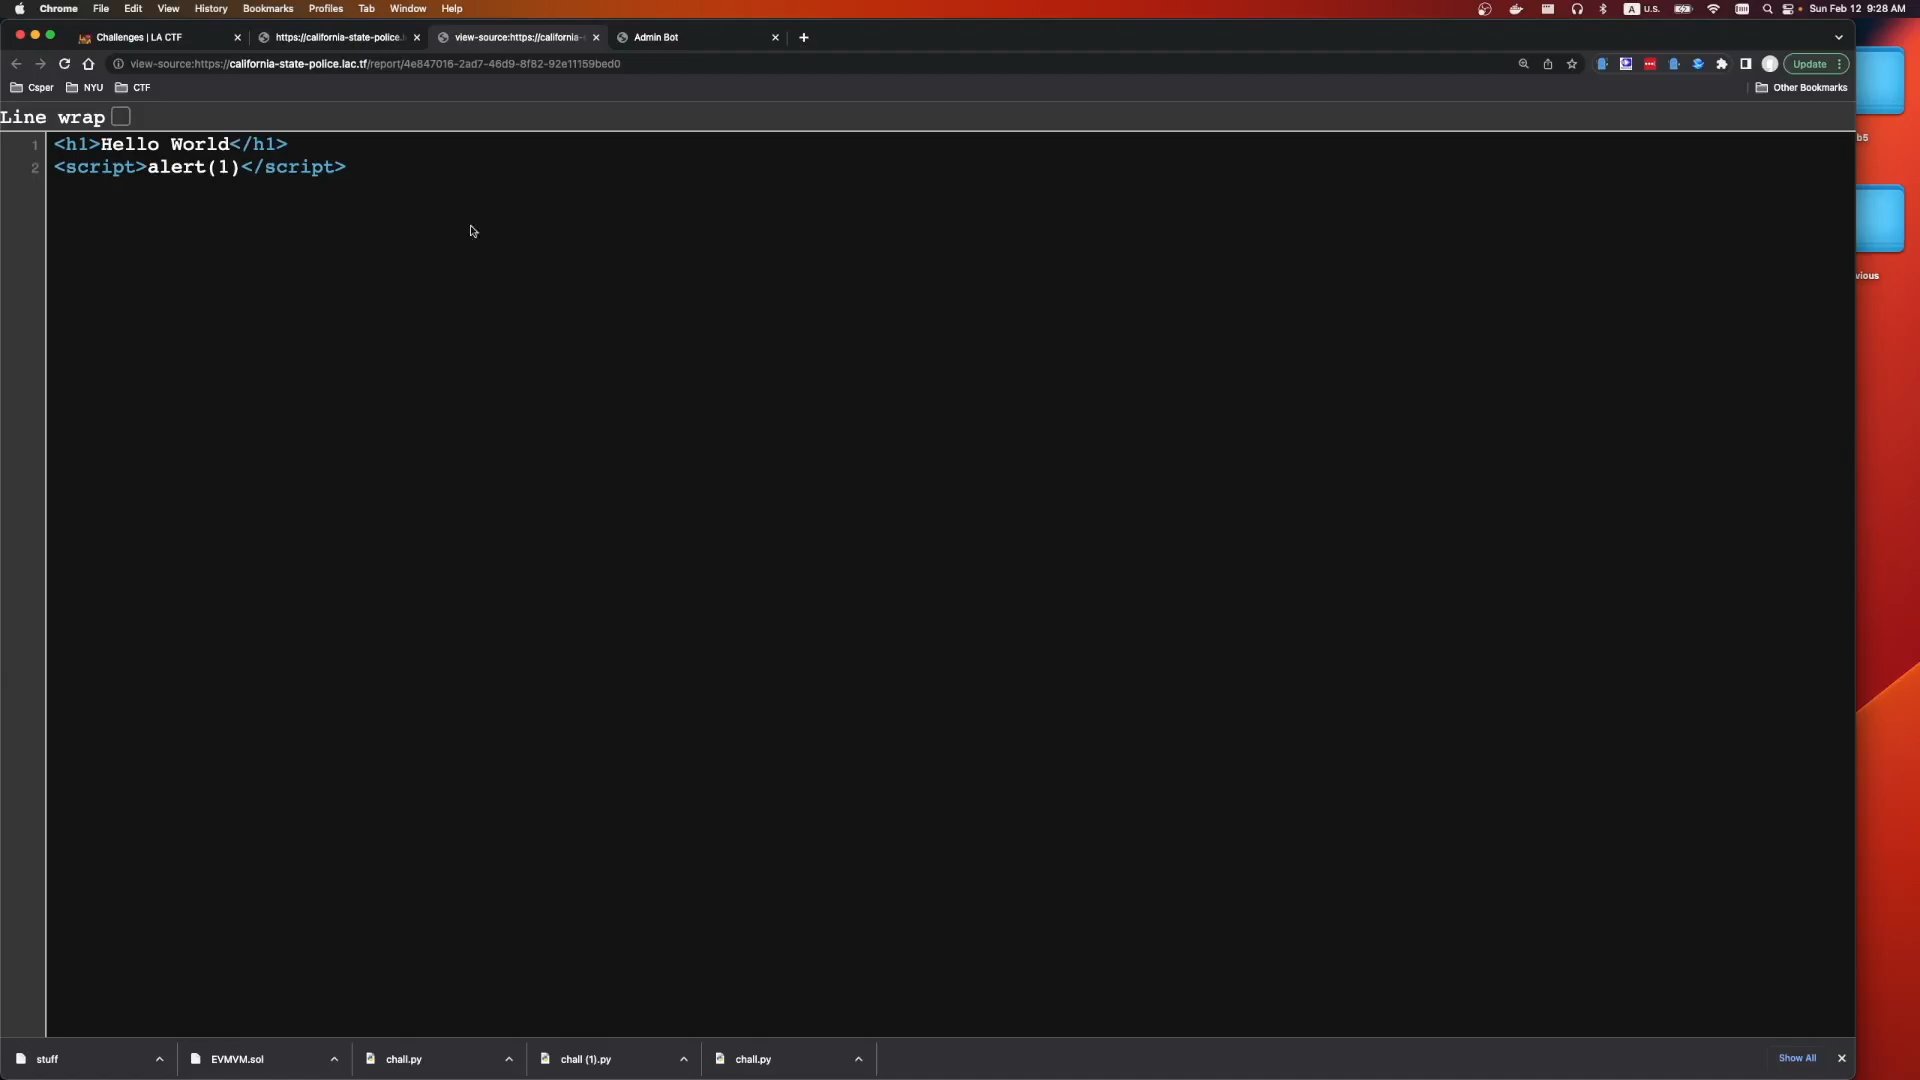 Chrome File Edit View History Bookmarks Profiles Tab Window Help A U.S. Sun Feb 12 9:28 AM
Challenges | LA CTF https://california-state-police. view-source:https://california- Admin Bot
view-source:https://california-state-police.lac.tf/report/4e847016-2ad7-46d9-8f82-92e11159bed0 Update
Csper NYU CTF Other Bookmarks
Line wrap
1 <h1>Hello World</h1>
2 <script>alert(1)</script>
b5
vious
stuff EVMVM.sol chall.py chall (1).py chall.py Show All